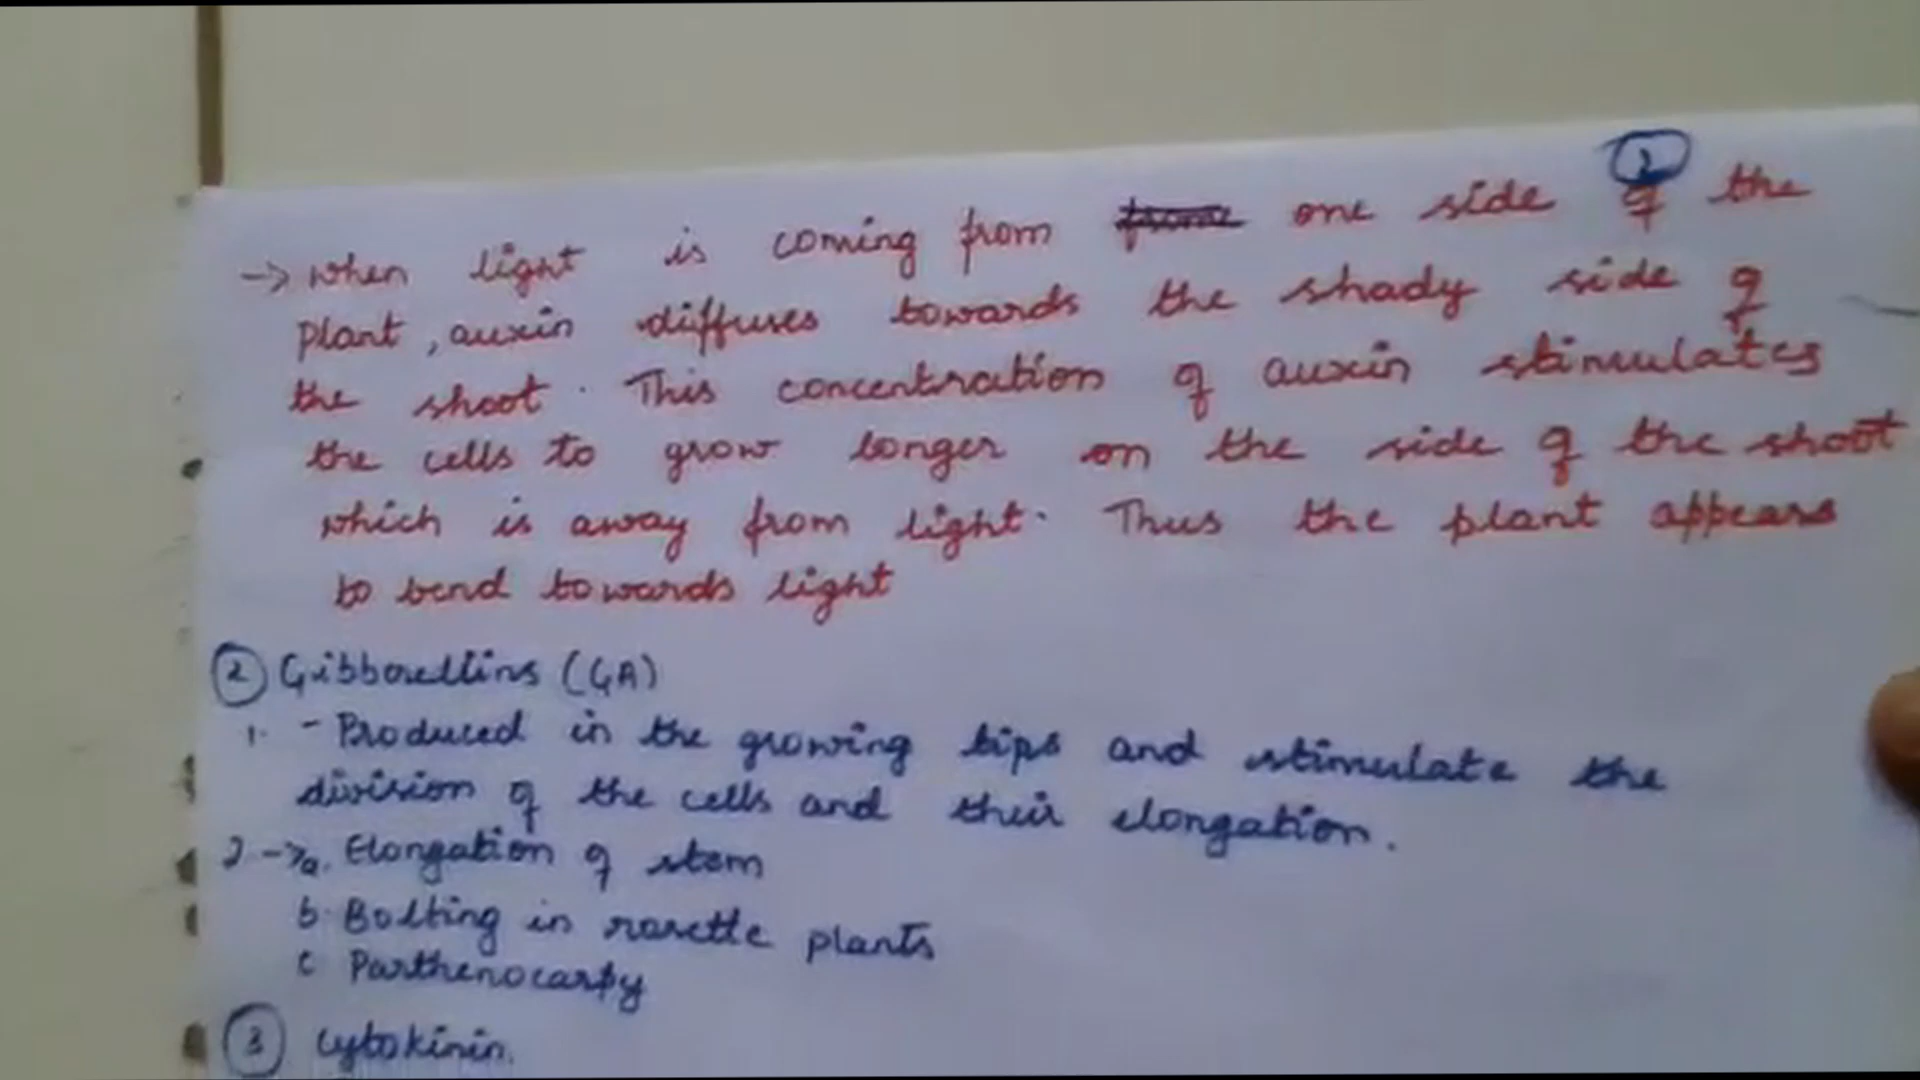 2
→ when light is coming from one side of the
plant, auxin diffuses towards the shady side of
the shoot. This concentration of auxin stimulates
the cells to grow longer on the side of the shoot
which is away from light. Thus the plant appears
to bend towards light
② Gibberellins (GA)
1. - Produced in the growing tips and stimulate the
division of the cells and their elongation.
2 → a. Elongation of stem
b. Bolting in rosette plants
c Parthenocarpy
③ Cytokinin.